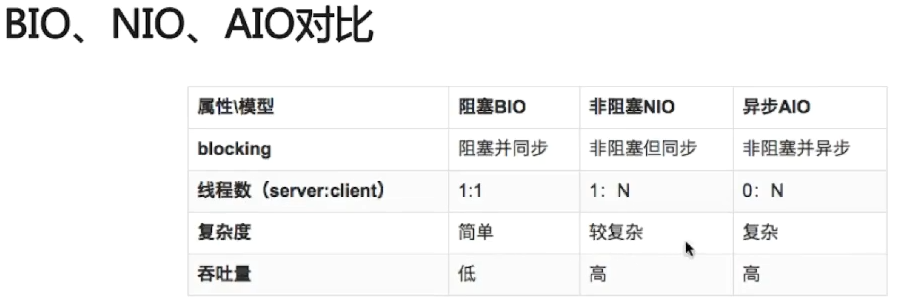 BIO、NIO、AIO对比
属性\模型 阻塞BIO 非阻塞NIO 异步AIO
blocking 阻塞并同步 非阻塞但同步 非阻塞并异步
线程数（server:client） 1:1 1：N 0：N
复杂度 简单 较复杂 复杂
吞吐量 低 高 高